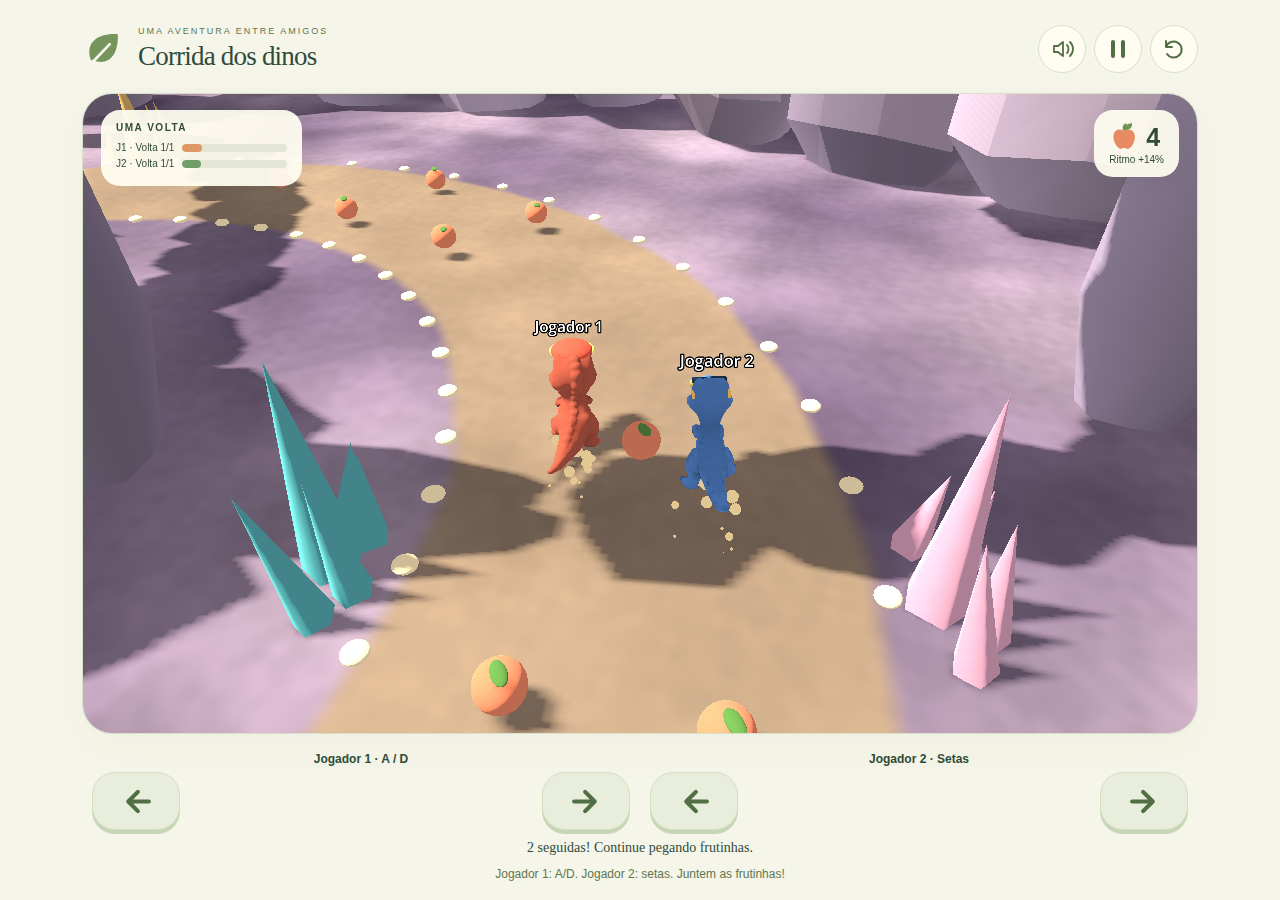 UMA AVENTURA ENTRE AMIGOS
Corrida dos dinos
UMA VOLTA
J1 · Volta 1/1
J2 · Volta 1/1
4
Ritmo +14%
Jogador 1
Jogador 2
Jogador 1 · A / D
Jogador 2 · Setas
2 seguidas! Continue pegando frutinhas.
Jogador 1: A/D. Jogador 2: setas. Juntem as frutinhas!